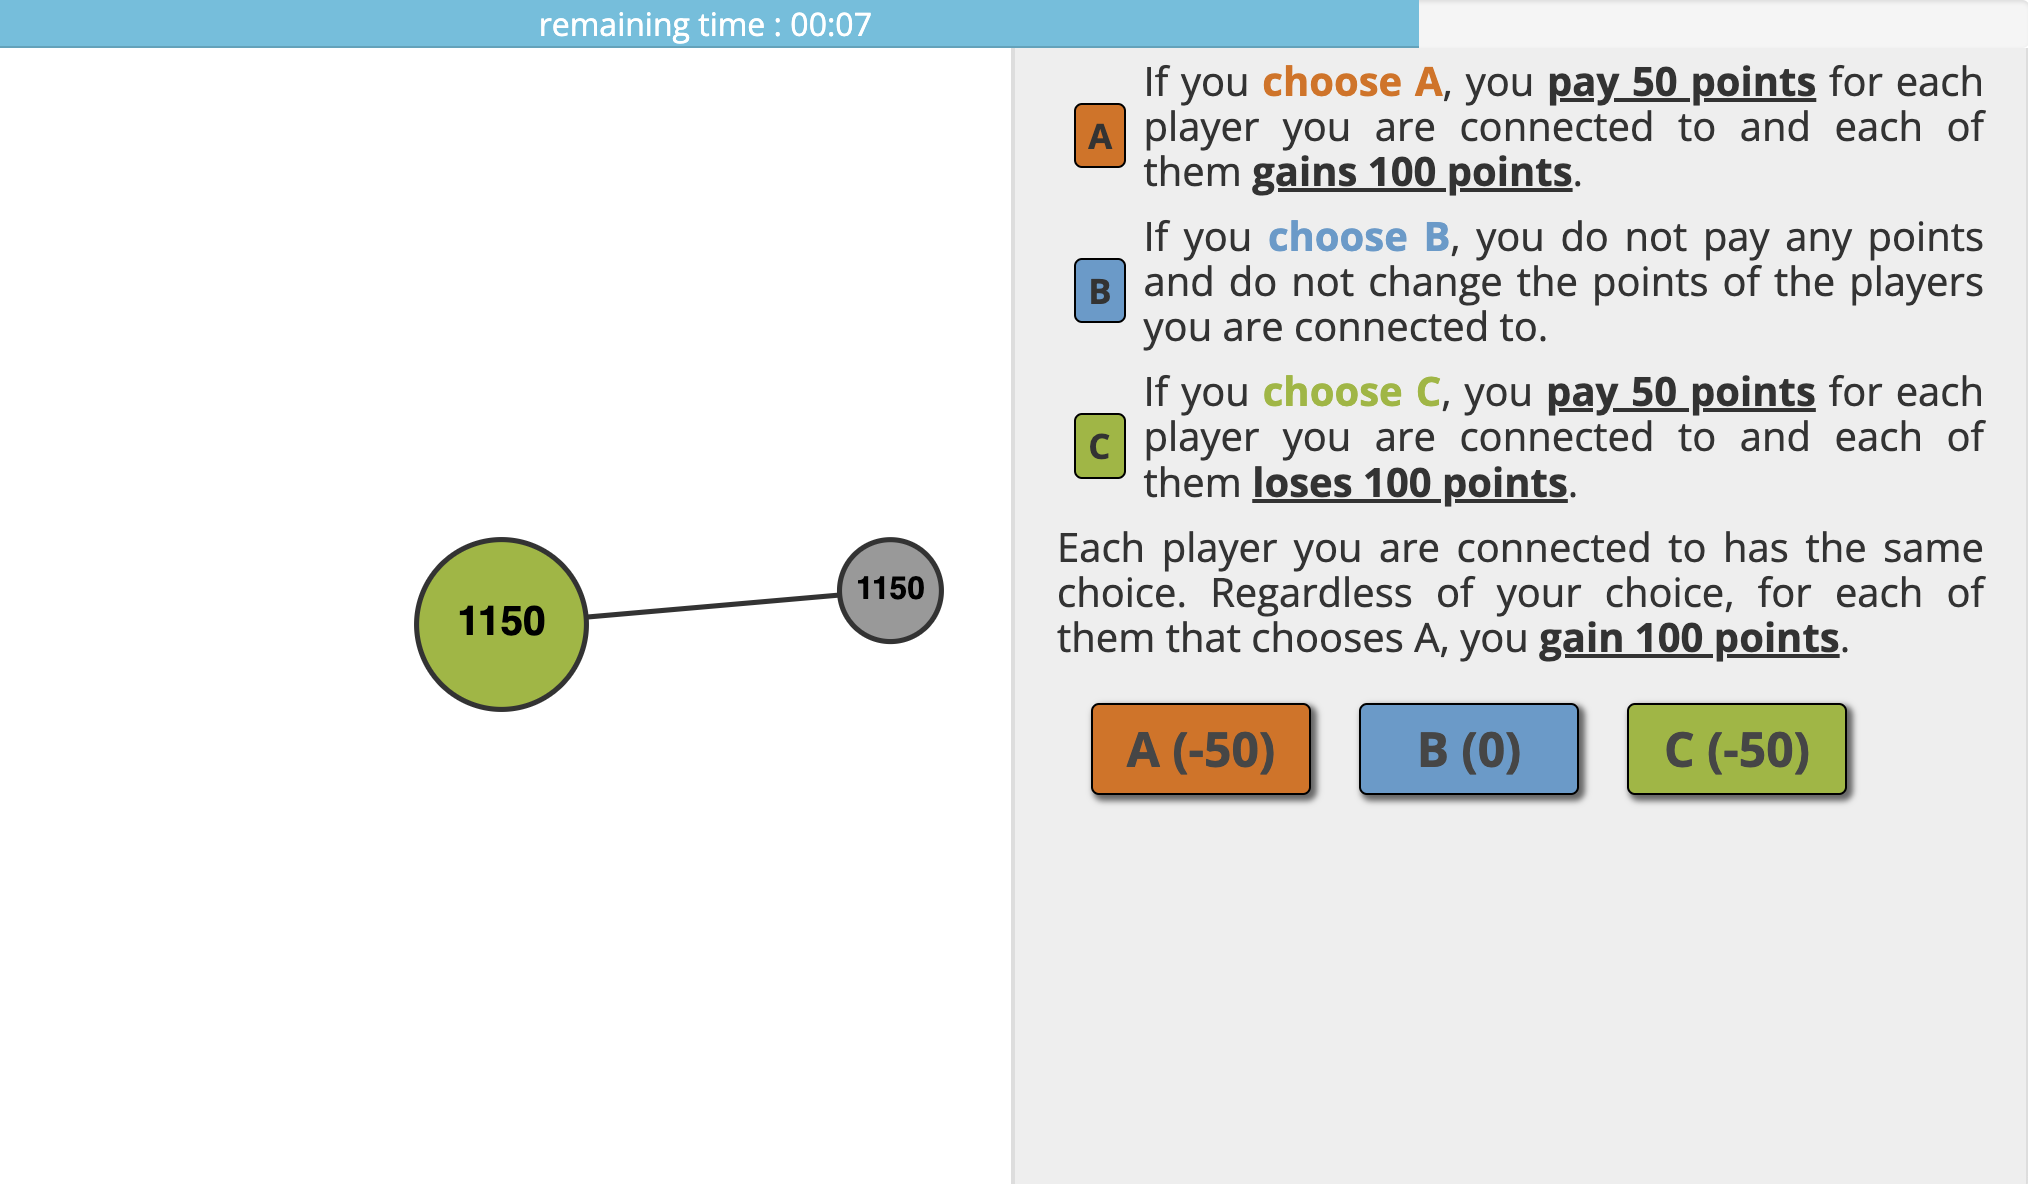 remaining time : 00:07
1150
1150
A
If you choose A, you pay 50 points for each
player you are connected to and each of
them gains 100 points.
B
If you choose B, you do not pay any points
and do not change the points of the players
you are connected to.
C
If you choose C, you pay 50 points for each
player you are connected to and each of
them loses 100 points.
Each player you are connected to has the same
choice. Regardless of your choice, for each of
them that chooses A, you gain 100 points.
A (-50)
B (0)
C (-50)